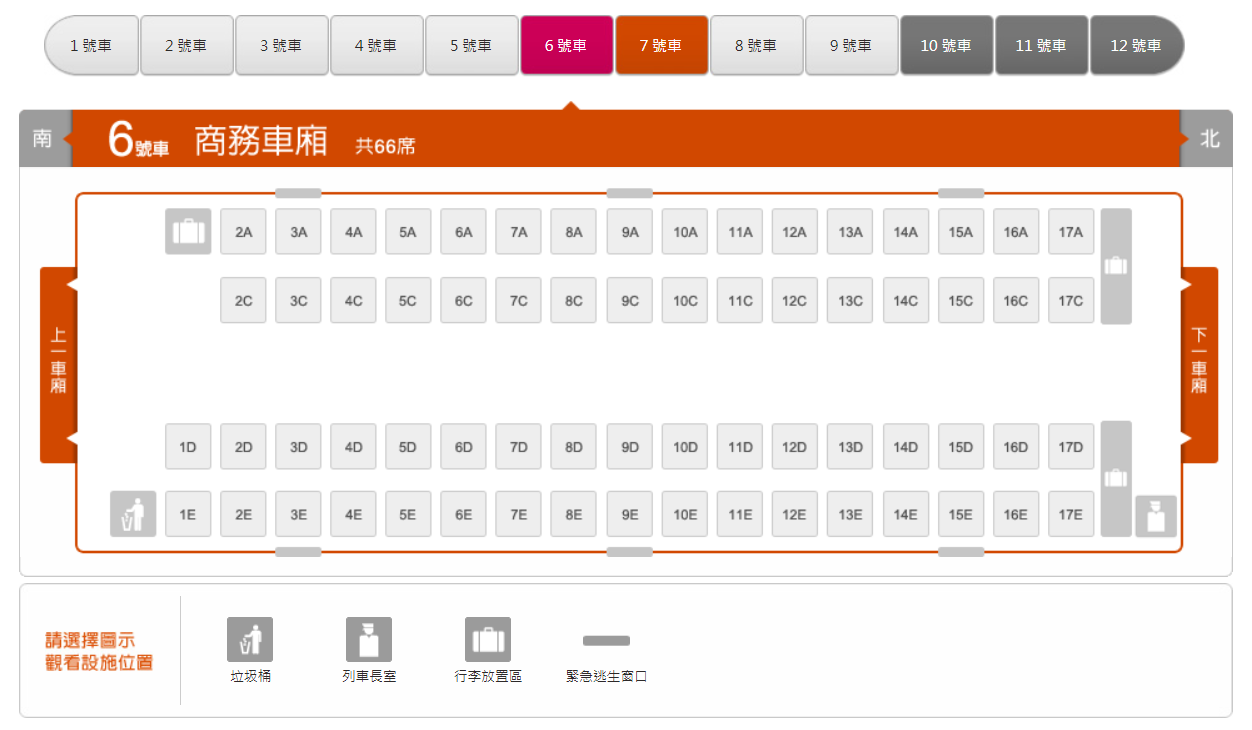 1 號車 2 號車 3 號車 4 號車 5 號車 6 號車 7 號車 8 號車 9 號車 10 號車 11 號車 12 號車
南 6號車 商務車廂 共66席 北
2A 3A 4A 5A 6A 7A 8A 9A 10A 11A 12A 13A 14A 15A 16A 17A
2C 3C 4C 5C 6C 7C 8C 9C 10C 11C 12C 13C 14C 15C 16C 17C
上一車廂
下一車廂
1D 2D 3D 4D 5D 6D 7D 8D 9D 10D 11D 12D 13D 14D 15D 16D 17D
1E 2E 3E 4E 5E 6E 7E 8E 9E 10E 11E 12E 13E 14E 15E 16E 17E
請選擇圖示
觀看設施位置
垃圾桶 列車長室 行李放置區 緊急逃生窗口